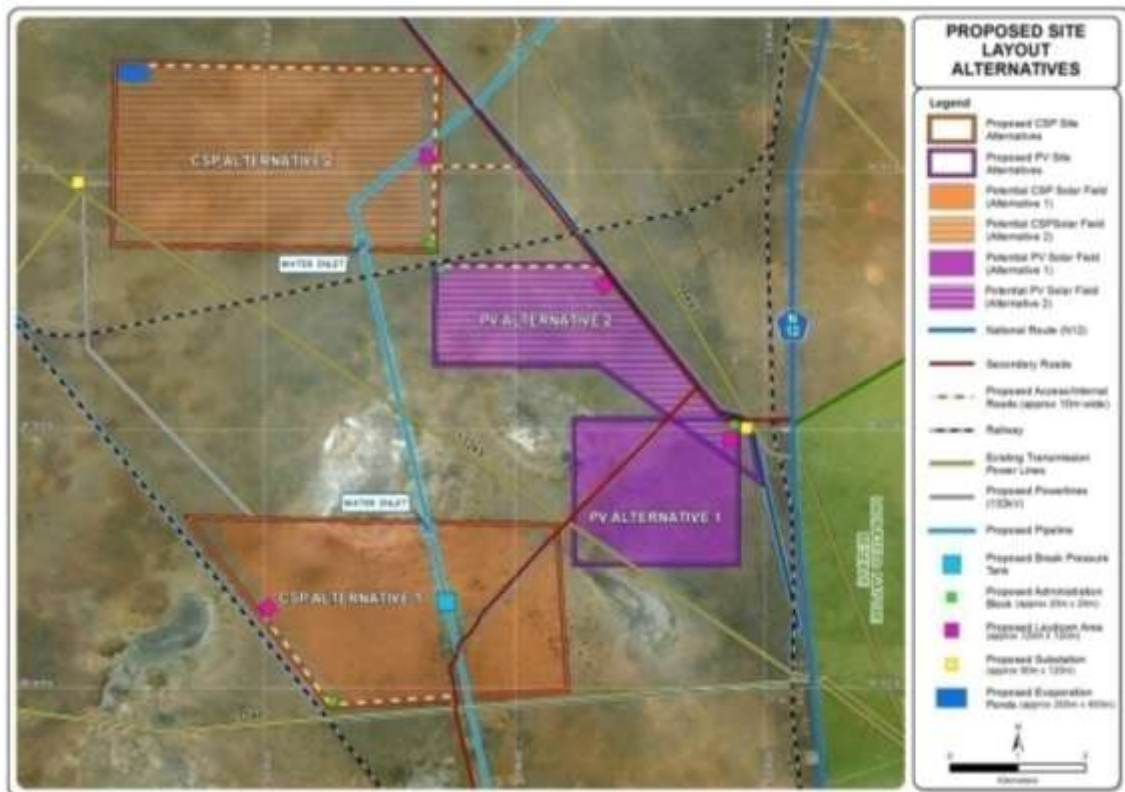 PROPOSED SITE
LAYOUT
ALTERNATIVES
Legend
Proposed CSP Site
Alternatives
Proposed PV Site
Alternatives
Potential CSP Solar Field
(Alternative 1)
Potential CSPSolar Field
(Alternative 2)
Potential PV Solar Field
(Alternative 1)
Potential PV Solar Field
(Alternative 2)
National Route (N12)
Secondary Roads
Proposed Access/Internal
Roads (approx 10m wide)
Railway
Existing Transmission
Power Lines
Proposed Powerlines
(132kV)
Proposed Pipeline
Proposed Break Pressure
Tank
Proposed Administration
Block
Proposed Laydown Area
Proposed Substation
Proposed Evaporation
Ponds
N
Kilometers
CSP ALTERNATIVE 2
WATER INLET
PV ALTERNATIVE 2
N
12
WATER INLET
PV ALTERNATIVE 1
CSP ALTERNATIVE 1